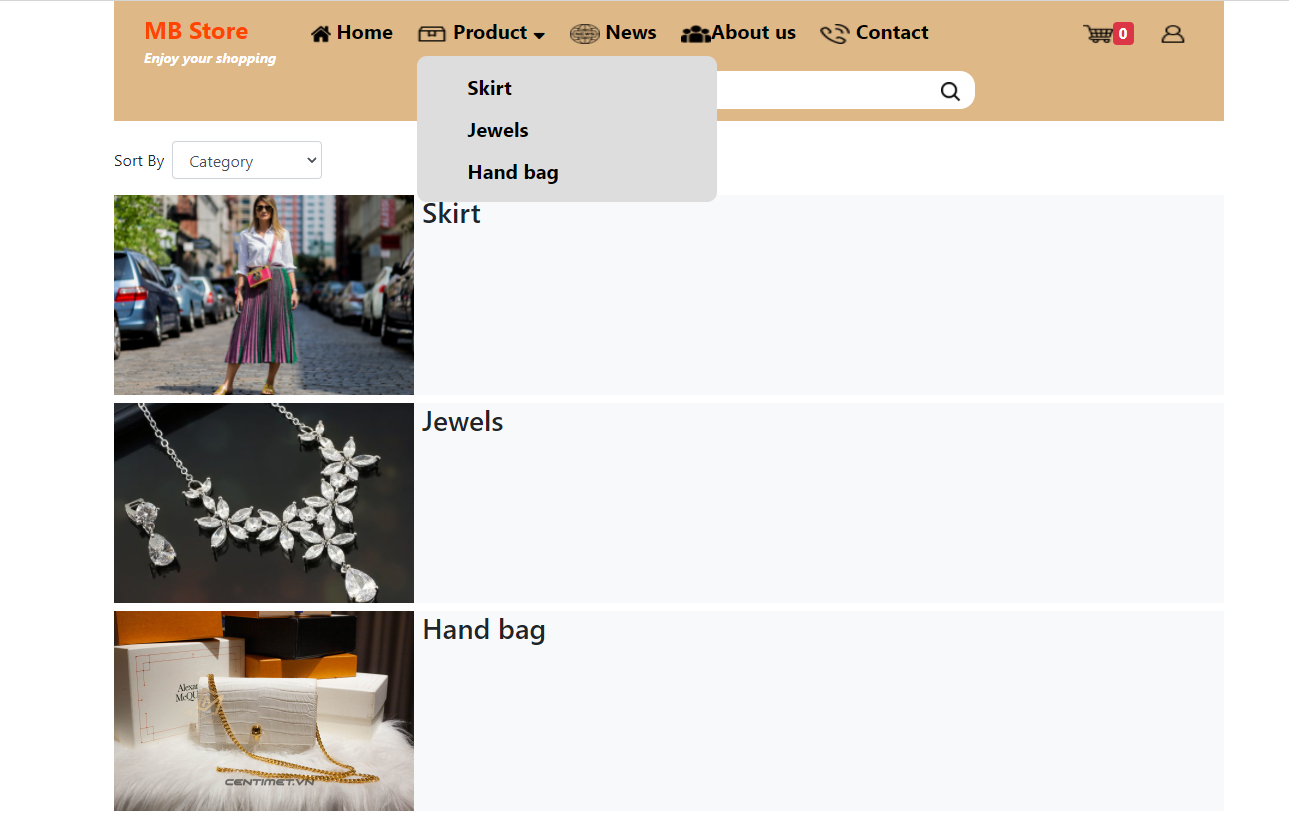 MB Store
Enjoy your shopping
Home
Product
News
About us
Contact
0
Skirt
Jewels
Hand bag
Sort By
Category
Skirt
Jewels
Hand bag
CENTIMET.VN